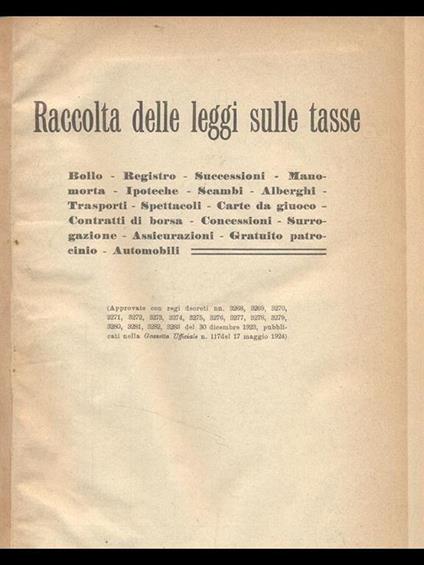 Raccolta delle leggi sulle tasse
Bollo - Registro - Successioni - Mano-
morta - Ipoteche - Scambi - Alberghi -
Trasporti - Spettacoli - Carte da giuoco -
Contratti di borsa - Concessioni - Surro-
gazione - Assicurazioni - Gratuito patro-
cinio - Automobili
(Approvate con regi decreti nn. 3268, 3269, 3270,
3271, 3272, 3273, 3274, 3275, 3276, 3277, 3278, 3279,
3280, 3281, 3282, 3283 del 30 dicembre 1923, pubbli-
cati nella Gazzetta Ufficiale n. 117del 17 maggio 1924)